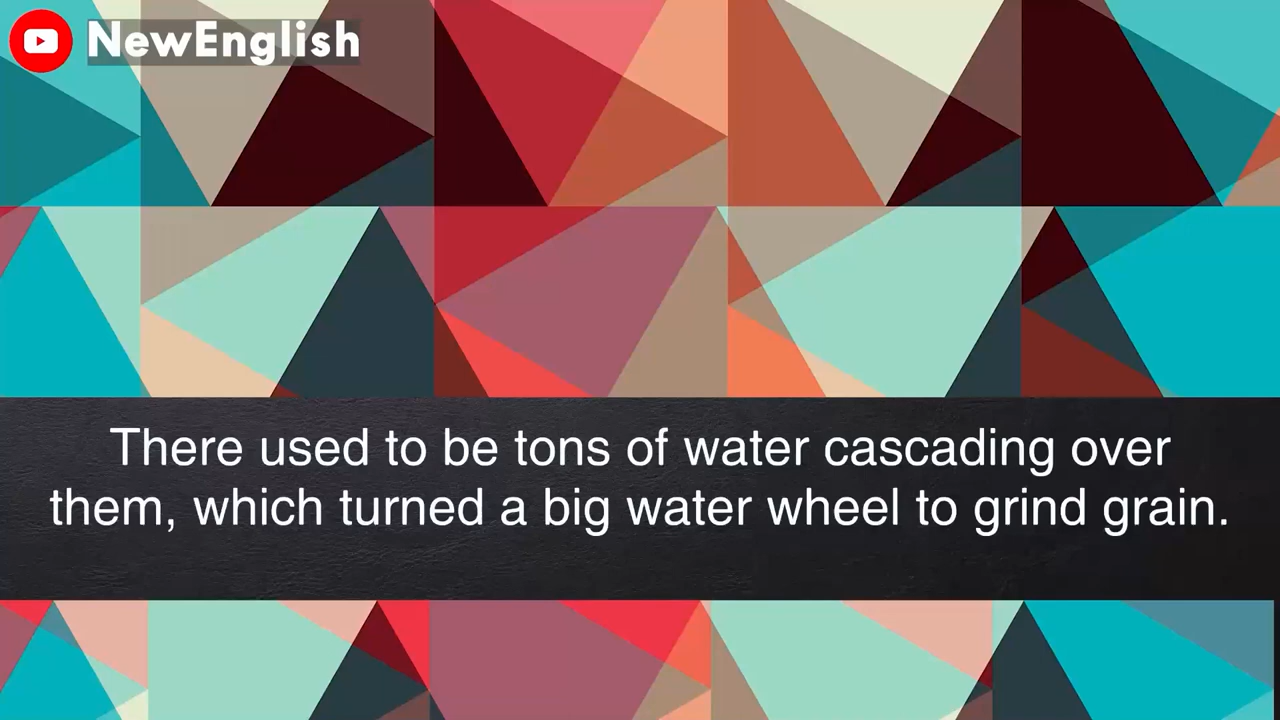 NewEnglish
There used to be tons of water cascading over
them, which turned a big water wheel to grind grain.